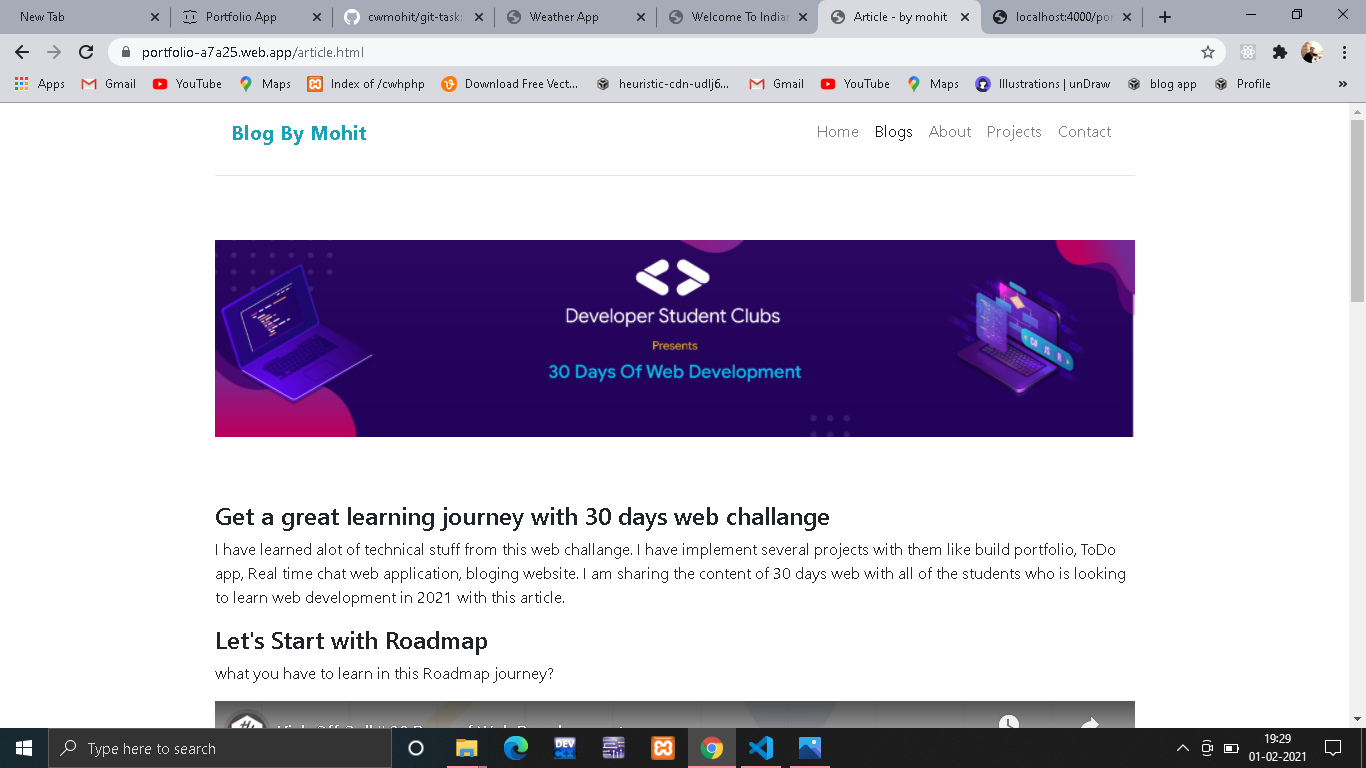 New Tab
Portfolio App
cwmohit/git-task
Weather App
Welcome To Indian
Article - by mohit
localhost:4000/por
portfolio-a7a25.web.app/article.html
Apps
Gmail
YouTube
Maps
Index of /cwhphp
Download Free Vect...
heuristic-cdn-udlj6...
Gmail
YouTube
Maps
Illustrations | unDraw
blog app
Profile
»
Blog By Mohit
Home
Blogs
About
Projects
Contact
Developer Student Clubs
Presents
30 Days Of Web Development
Get a great learning journey with 30 days web challange
I have learned alot of technical stuff from this web challange. I have implement several projects with them like build portfolio, ToDo
app, Real time chat web application, bloging website. I am sharing the content of 30 days web with all of the students who is looking
to learn web development in 2021 with this article.
Let's Start with Roadmap
what you have to learn in this Roadmap journey?
Type here to search
DEV
19:29
01-02-2021